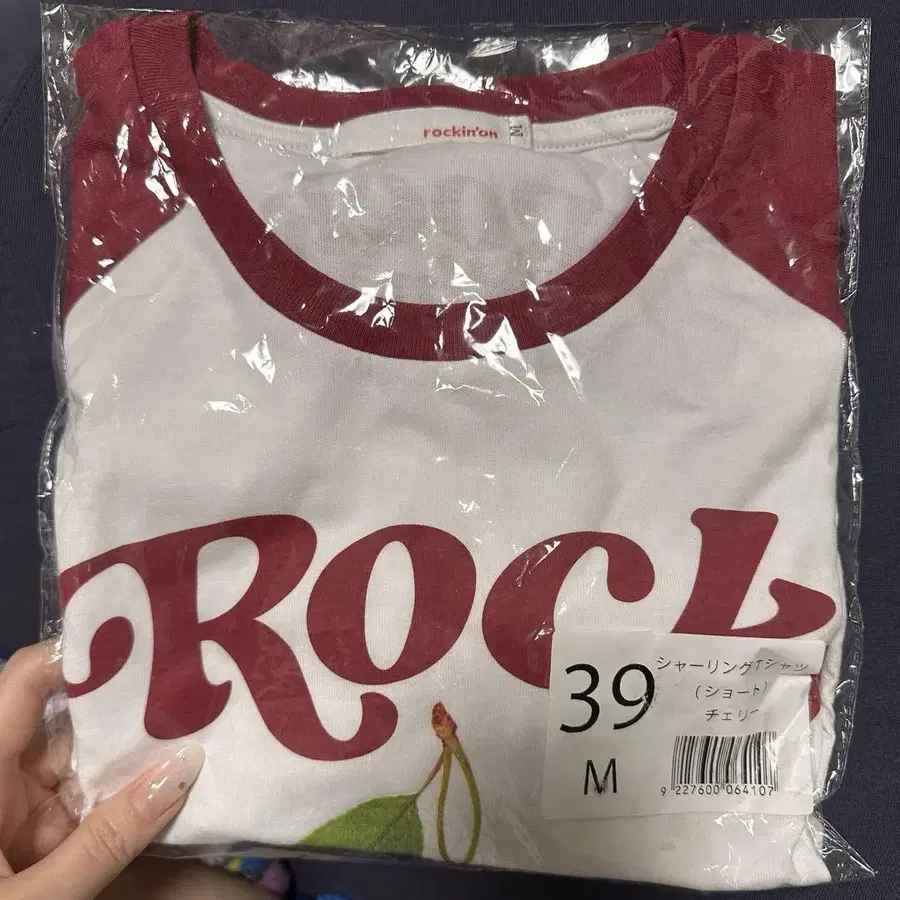 rockin'on
M
ROCK
39
シャーリングTシャツ
(ショート)
チェリー
M
9 227600 064107